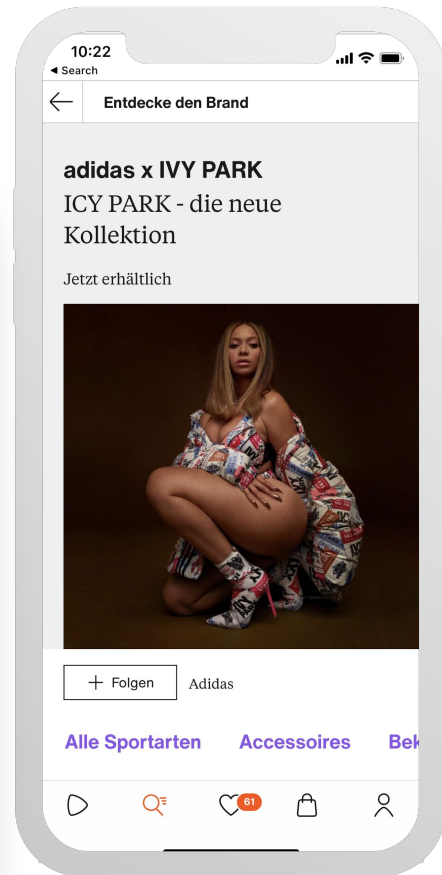 10:22
◀ Search
Entdecke den Brand
adidas x IVY PARK
ICY PARK - die neue
Kollektion
Jetzt erhältlich
+ Folgen
Adidas
Alle Sportarten Accessoires Bek
61